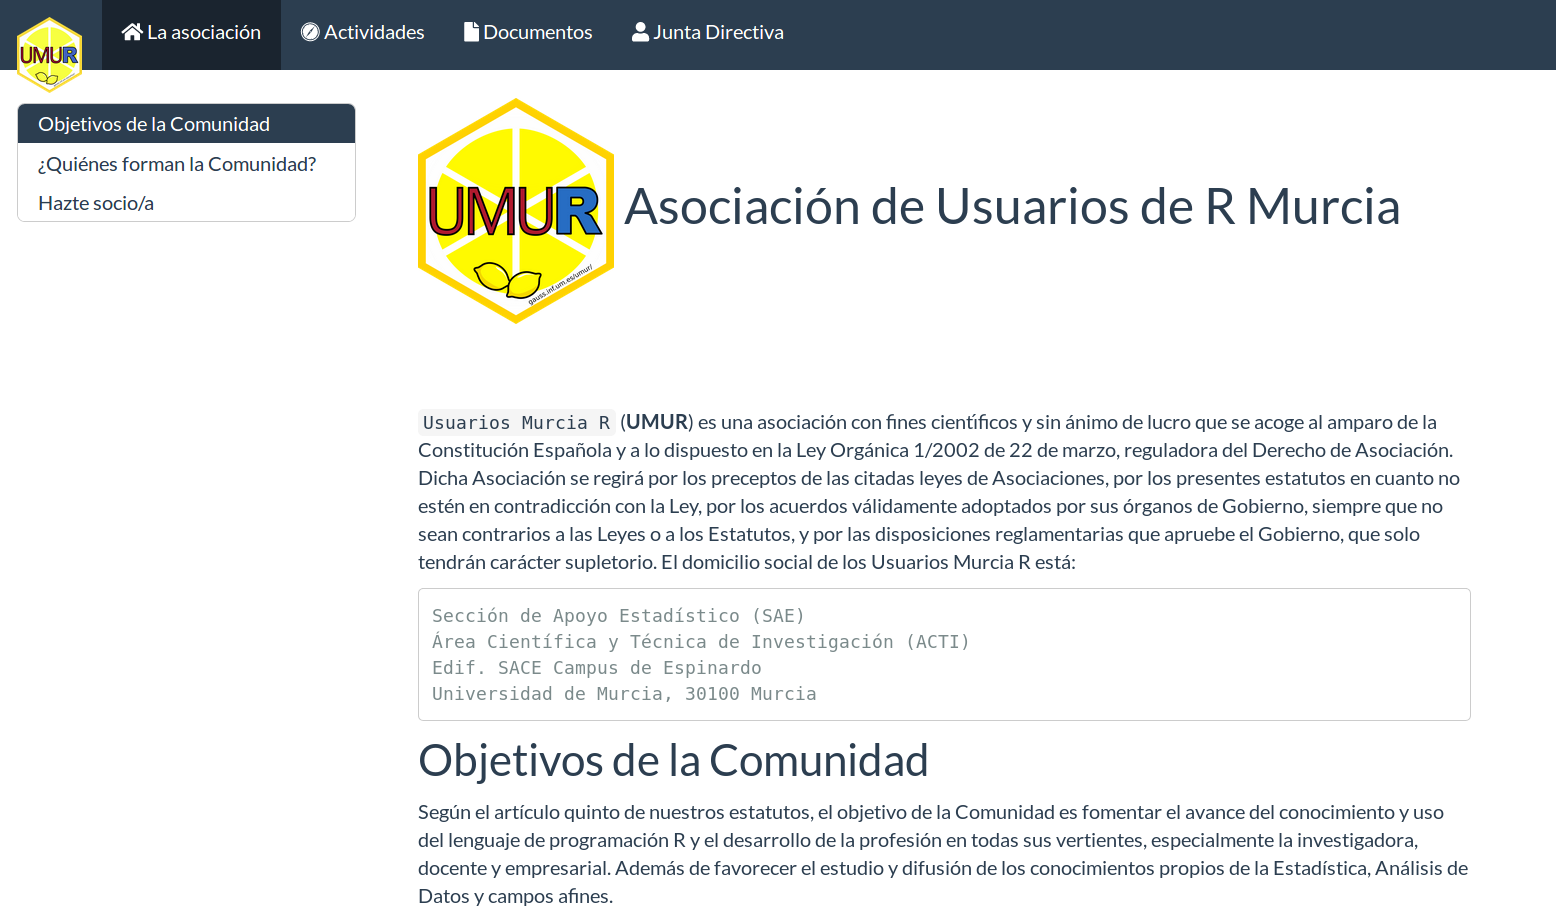 UMUR
La asociación
Actividades
Documentos
Junta Directiva
Objetivos de la Comunidad
¿Quiénes forman la Comunidad?
Hazte socio/a
UMUR
gauss.inf.um.es/umur/
Asociación de Usuarios de R Murcia
Usuarios Murcia R (UMUR) es una asociación con fines científicos y sin ánimo de lucro que se acoge al amparo de la
Constitución Española y a lo dispuesto en la Ley Orgánica 1/2002 de 22 de marzo, reguladora del Derecho de Asociación.
Dicha Asociación se regirá por los preceptos de las citadas leyes de Asociaciones, por los presentes estatutos en cuanto no
estén en contradicción con la Ley, por los acuerdos válidamente adoptados por sus órganos de Gobierno, siempre que no
sean contrarios a las Leyes o a los Estatutos, y por las disposiciones reglamentarias que apruebe el Gobierno, que solo
tendrán carácter supletorio. El domicilio social de los Usuarios Murcia R está:
Sección de Apoyo Estadístico (SAE)
Área Científica y Técnica de Investigación (ACTI)
Edif. SACE Campus de Espinardo
Universidad de Murcia, 30100 Murcia
Objetivos de la Comunidad
Según el artículo quinto de nuestros estatutos, el objetivo de la Comunidad es fomentar el avance del conocimiento y uso
del lenguaje de programación R y el desarrollo de la profesión en todas sus vertientes, especialmente la investigadora,
docente y empresarial. Además de favorecer el estudio y difusión de los conocimientos propios de la Estadística, Análisis de
Datos y campos afines.